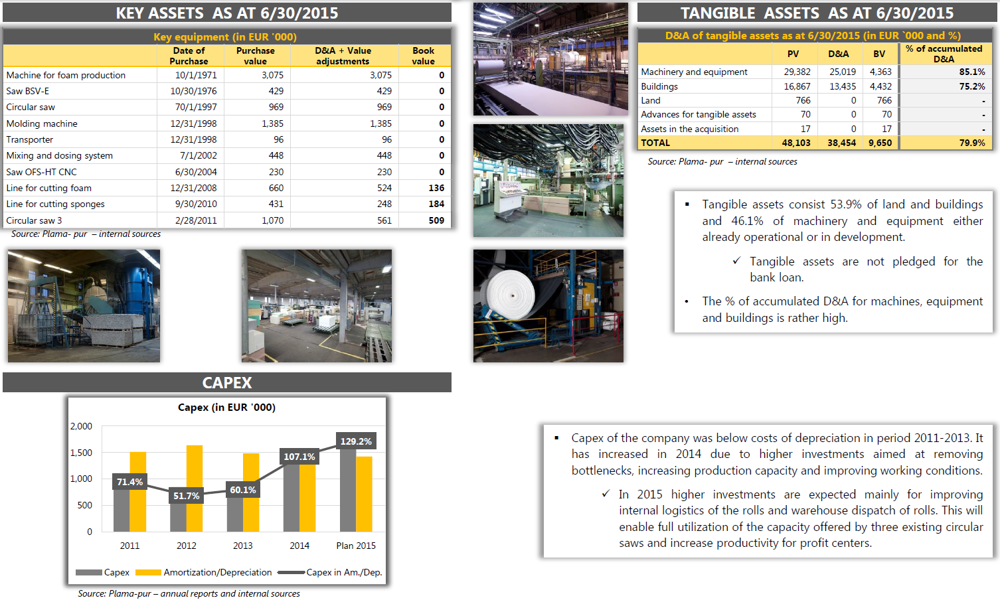 KEY ASSETS AS AT 6/30/2015
Key equipment (in EUR '000)
Date of Purchase Purchase value D&A + Value adjustments Book value
Machine for foam production 10/1/1971 3,075 3,075 0
Saw BSV-E 10/30/1976 429 429 0
Circular saw 70/1/1997 969 969 0
Molding machine 12/31/1998 1,385 1,385 0
Transporter 12/31/1998 96 96 0
Mixing and dosing system 7/1/2002 448 448 0
Saw OFS-HT CNC 6/30/2004 230 230 0
Line for cutting foam 12/31/2008 660 524 136
Line for cutting sponges 9/30/2010 431 248 184
Circular saw 3 2/28/2011 1,070 561 509
Source: Plama- pur – internal sources
TANGIBLE ASSETS AS AT 6/30/2015
D&A of tangible assets as at 6/30/2015 (in EUR `000 and %)
PV D&A BV % of accumulated D&A
Machinery and equipment 29,382 25,019 4,363 85.1%
Buildings 16,867 13,435 4,432 75.2%
Land 766 0 766 -
Advances for tangible assets 70 0 70 -
Assets in the acquisition 17 0 17 -
TOTAL 48,103 38,454 9,650 79.9%
Source: Plama- pur – internal sources
▪ Tangible assets consist 53.9% of land and buildings
and 46.1% of machinery and equipment either
already operational or in development.
✓ Tangible assets are not pledged for the
bank loan.
• The % of accumulated D&A for machines, equipment
and buildings is rather high.
CAPEX
Capex (in EUR '000)
2,000
1,500
1,000
500
0
71.4%
51.7%
60.1%
107.1%
129.2%
2011 2012 2013 2014 Plan 2015
Capex Amortization/Depreciation Capex in Am./Dep.
Source: Plama-pur – annual reports and internal sources
▪ Capex of the company was below costs of depreciation in period 2011-2013. It
has increased in 2014 due to higher investments aimed at removing
bottlenecks, increasing production capacity and improving working conditions.
✓ In 2015 higher investments are expected mainly for improving
internal logistics of the rolls and warehouse dispatch of rolls. This will
enable full utilization of the capacity offered by three existing circular
saws and increase productivity for profit centers.